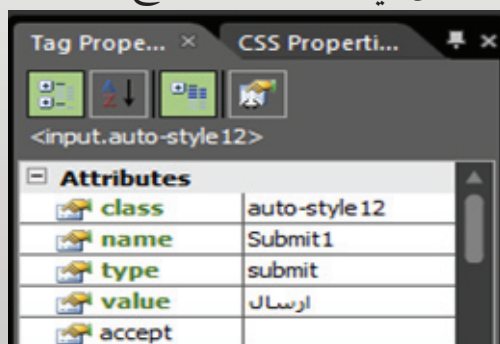 Tag Prope... × CSS Properti... ×
<input.auto-style12>
Attributes
class auto-style12
name Submit1
type submit
value ارسال
accept